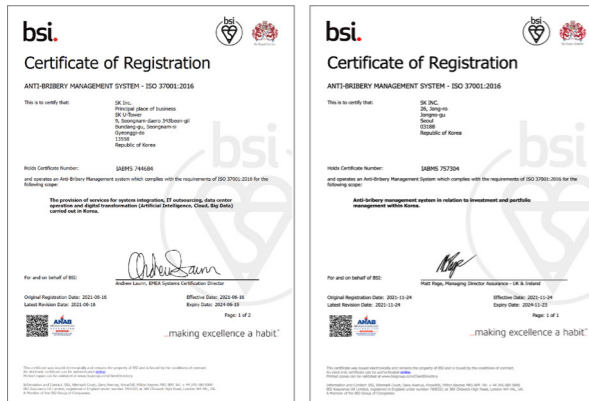 bsi.
bsi
Certificate of Registration
ANTI-BRIBERY MANAGEMENT SYSTEM - ISO 37001:2016
This is to certify that:
SK Inc.
Principal place of business
SK U-Tower
9, Seongnam-daero 343beon-gil
Bundang-gu, Seongnam-si
Gyeonggi-do
13558
Republic of Korea
Holds Certificate Number:
IABMS 744684
and operates an Anti-Bribery Management system which complies with the requirements of ISO 37001:2016 for the
following scope:
The provision of services for system integration, IT outsourcing, data center
operation and digital transformation (Artificial Intelligence, Cloud, Big Data)
carried out in Korea.
For and on behalf of BSI:
Andrew Launn, EMEA Systems Certification Director
Original Registration Date: 2021-06-16
Effective Date: 2021-06-16
Latest Revision Date: 2021-06-16
Expiry Date: 2024-06-15
Page: 1 of 2
ANAB
...making excellence a habit.™
bsi.
bsi
Certificate of Registration
ANTI-BRIBERY MANAGEMENT SYSTEM - ISO 37001:2016
This is to certify that:
SK INC.
26, Jong-ro
Jongno-gu
Seoul
03188
Republic of Korea
Holds Certificate Number:
IABMS 757304
and operates an Anti-Bribery Management System which complies with the requirements of ISO 37001:2016 for the
following scope:
Anti-bribery management system in relation to investment and portfolio
management within Korea.
For and on behalf of BSI:
Matt Page, Managing Director Assurance - UK & Ireland
Original Registration Date: 2021-11-24
Effective Date: 2021-11-24
Latest Revision Date: 2021-11-24
Expiry Date: 2024-11-23
Page: 1 of 1
ANAB
...making excellence a habit.™